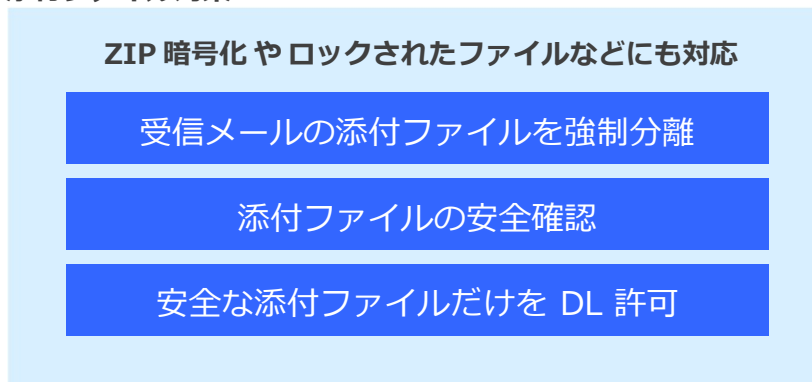 ZIP 暗号化 や ロックされたファイルなどにも対応
受信メールの添付ファイルを強制分離
添付ファイルの安全確認
安全な添付ファイルだけを DL 許可